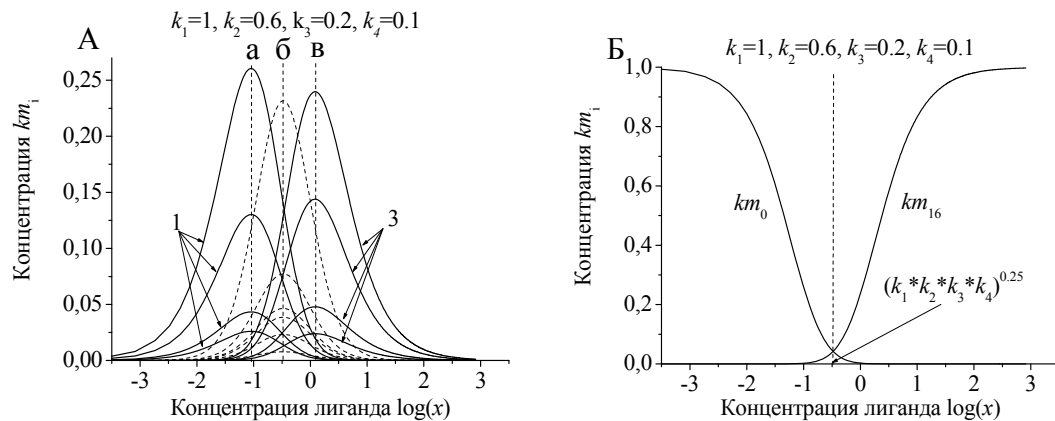 k₁=1, k₂=0.6, k₃=0.2, k₄=0.1
А
а б в
0,25
0,20
0,15
0,10
0,05
0,00
Концентрация kmᵢ
1
3
-3 -2 -1 0 1 2 3
Концентрация лиганда log(x)
Б
k₁=1, k₂=0.6, k₃=0.2, k₄=0.1
1,0
0,8
0,6
0,4
0,2
0,0
Концентрация kmᵢ
km₀
km₁₆
(k₁*k₂*k₃*k₄)⁰·²⁵
-3 -2 -1 0 1 2 3
Концентрация лиганда log(x)